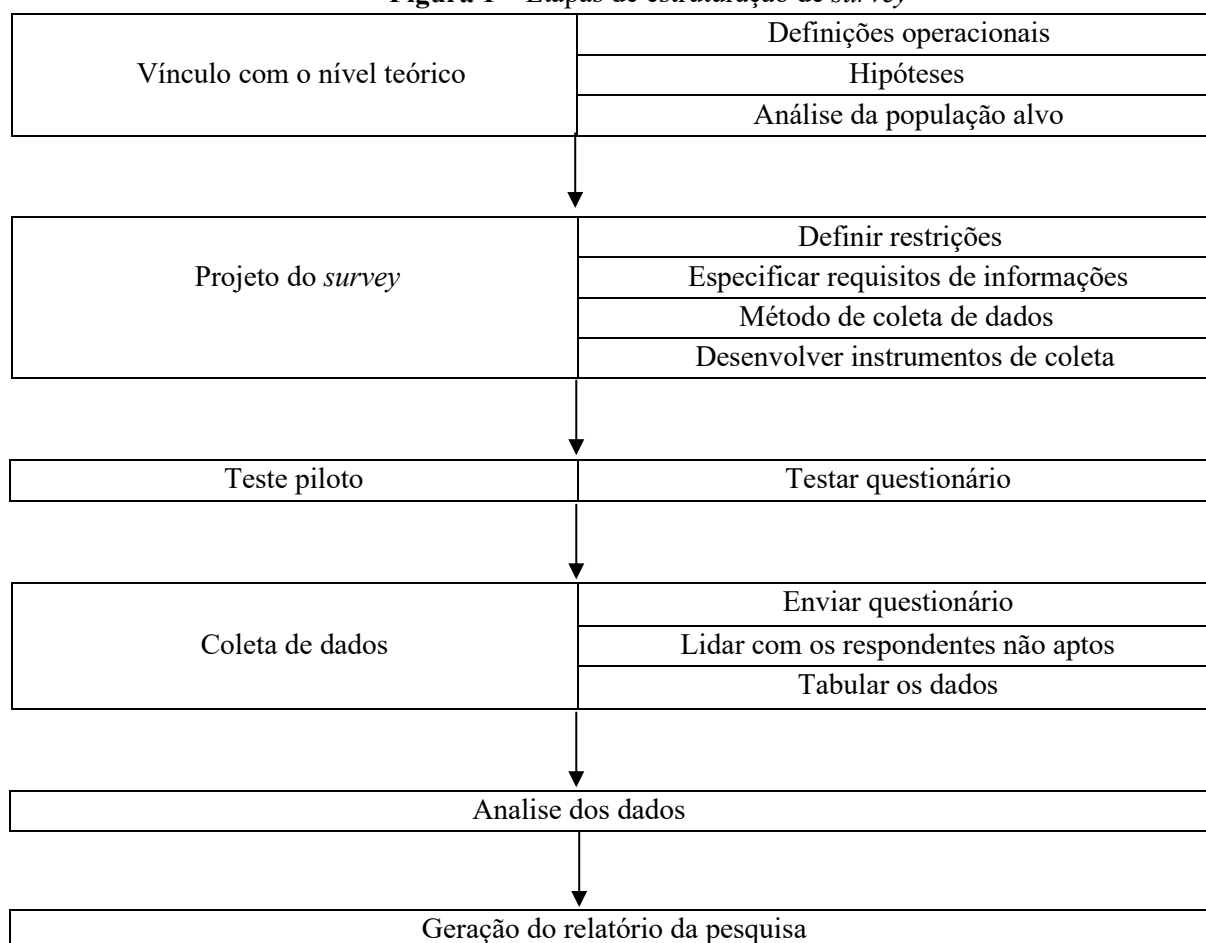 Figura 1 – Etapas de estruturação de survey
Vínculo com o nível teórico
Definições operacionais
Hipóteses
Análise da população alvo
Projeto do survey
Definir restrições
Especificar requisitos de informações
Método de coleta de dados
Desenvolver instrumentos de coleta
Teste piloto
Testar questionário
Coleta de dados
Enviar questionário
Lidar com os respondentes não aptos
Tabular os dados
Analise dos dados
Geração do relatório da pesquisa